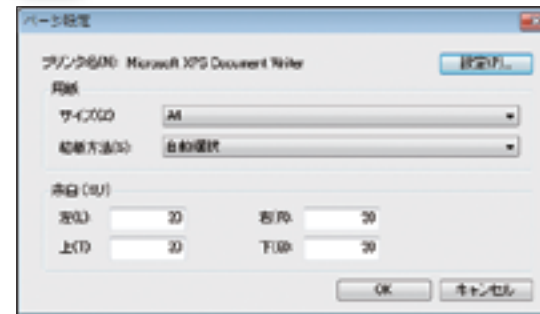 ページ設定
プリンタ名(N): Microsoft XPS Document Writer 設定(P)...
用紙
サイズ(Z) A4
給紙方法(S) 自動選択
余白
左(L) 20 右(R)
上(T) 20 下(B)
OK キャンセル